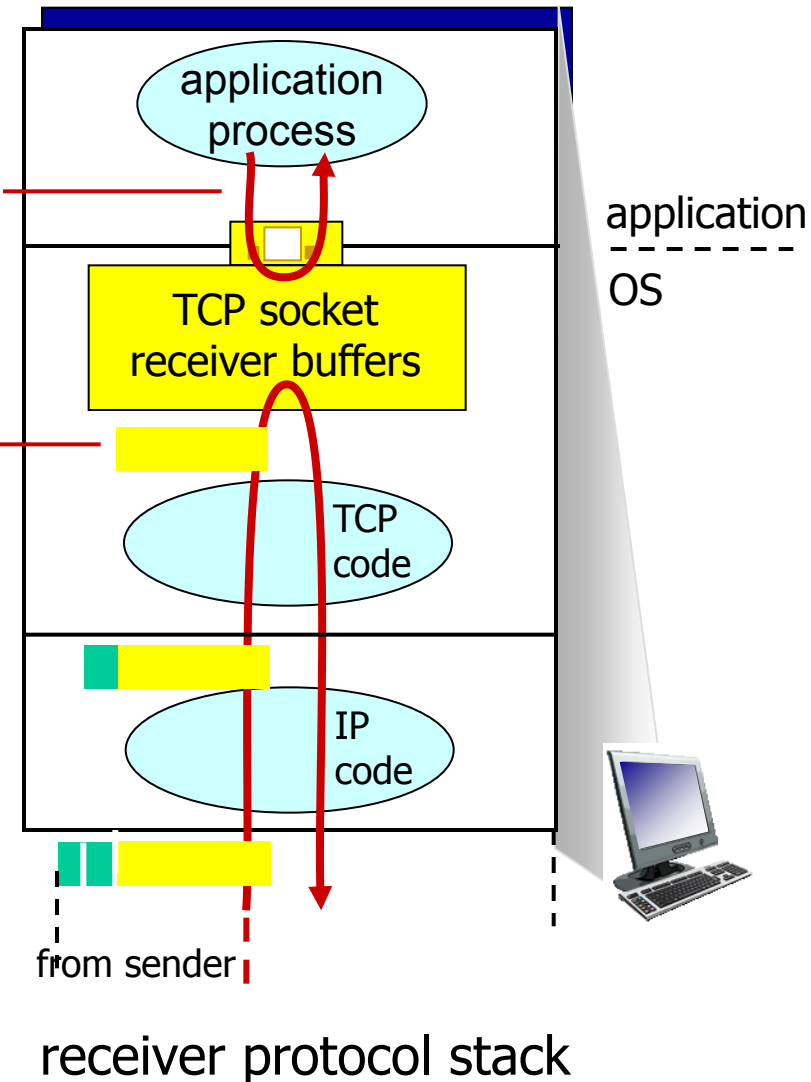 application
process
application
OS
TCP socket
receiver buffers
TCP
code
IP
code
from sender
receiver protocol stack